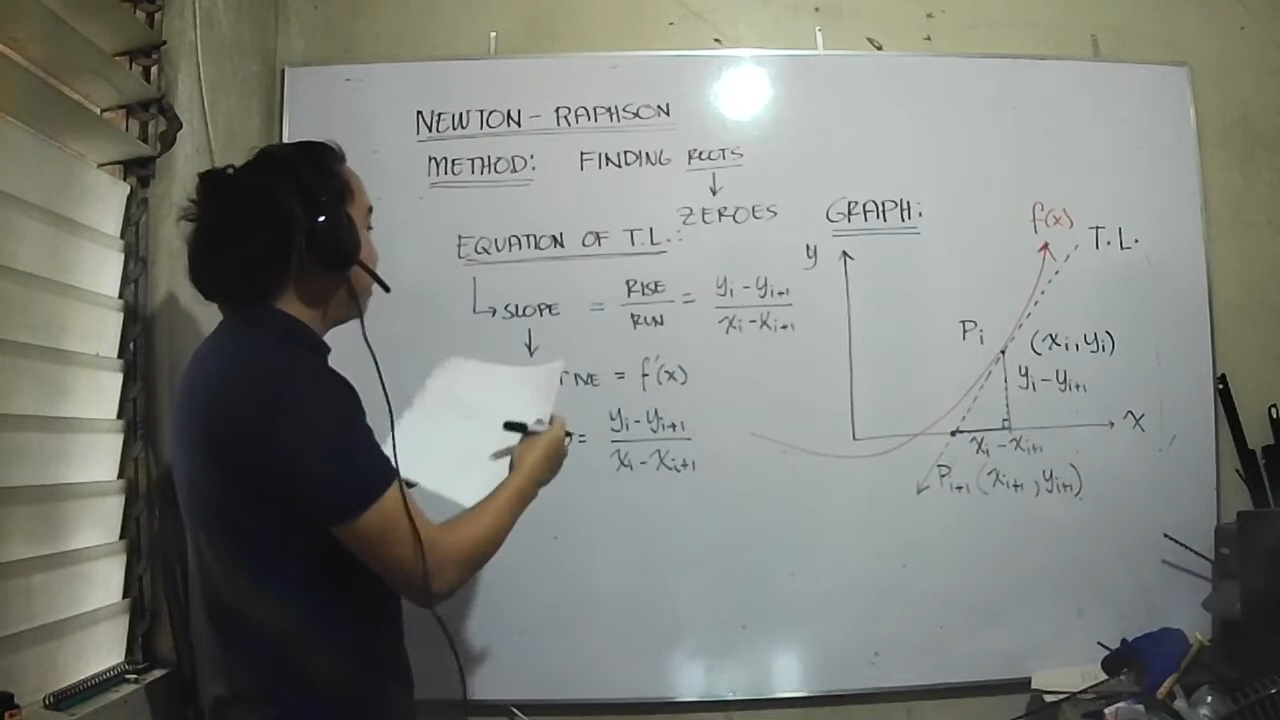 NEWTON - RAPHSON
METHOD: FINDING ROOTS
↓
ZEROES
EQUATION OF T.L.:
↳ SLOPE = RISE/RUN = yi - yi+1 / xi - xi+1
↓
= f'(x)
= yi - yi+1 / xi - xi+1
GRAPH:
y
f(x)
T.L.
Pi (xi, yi)
yi - yi+1
x
xi - xi+1
Pi+1 (xi+1, yi+1)